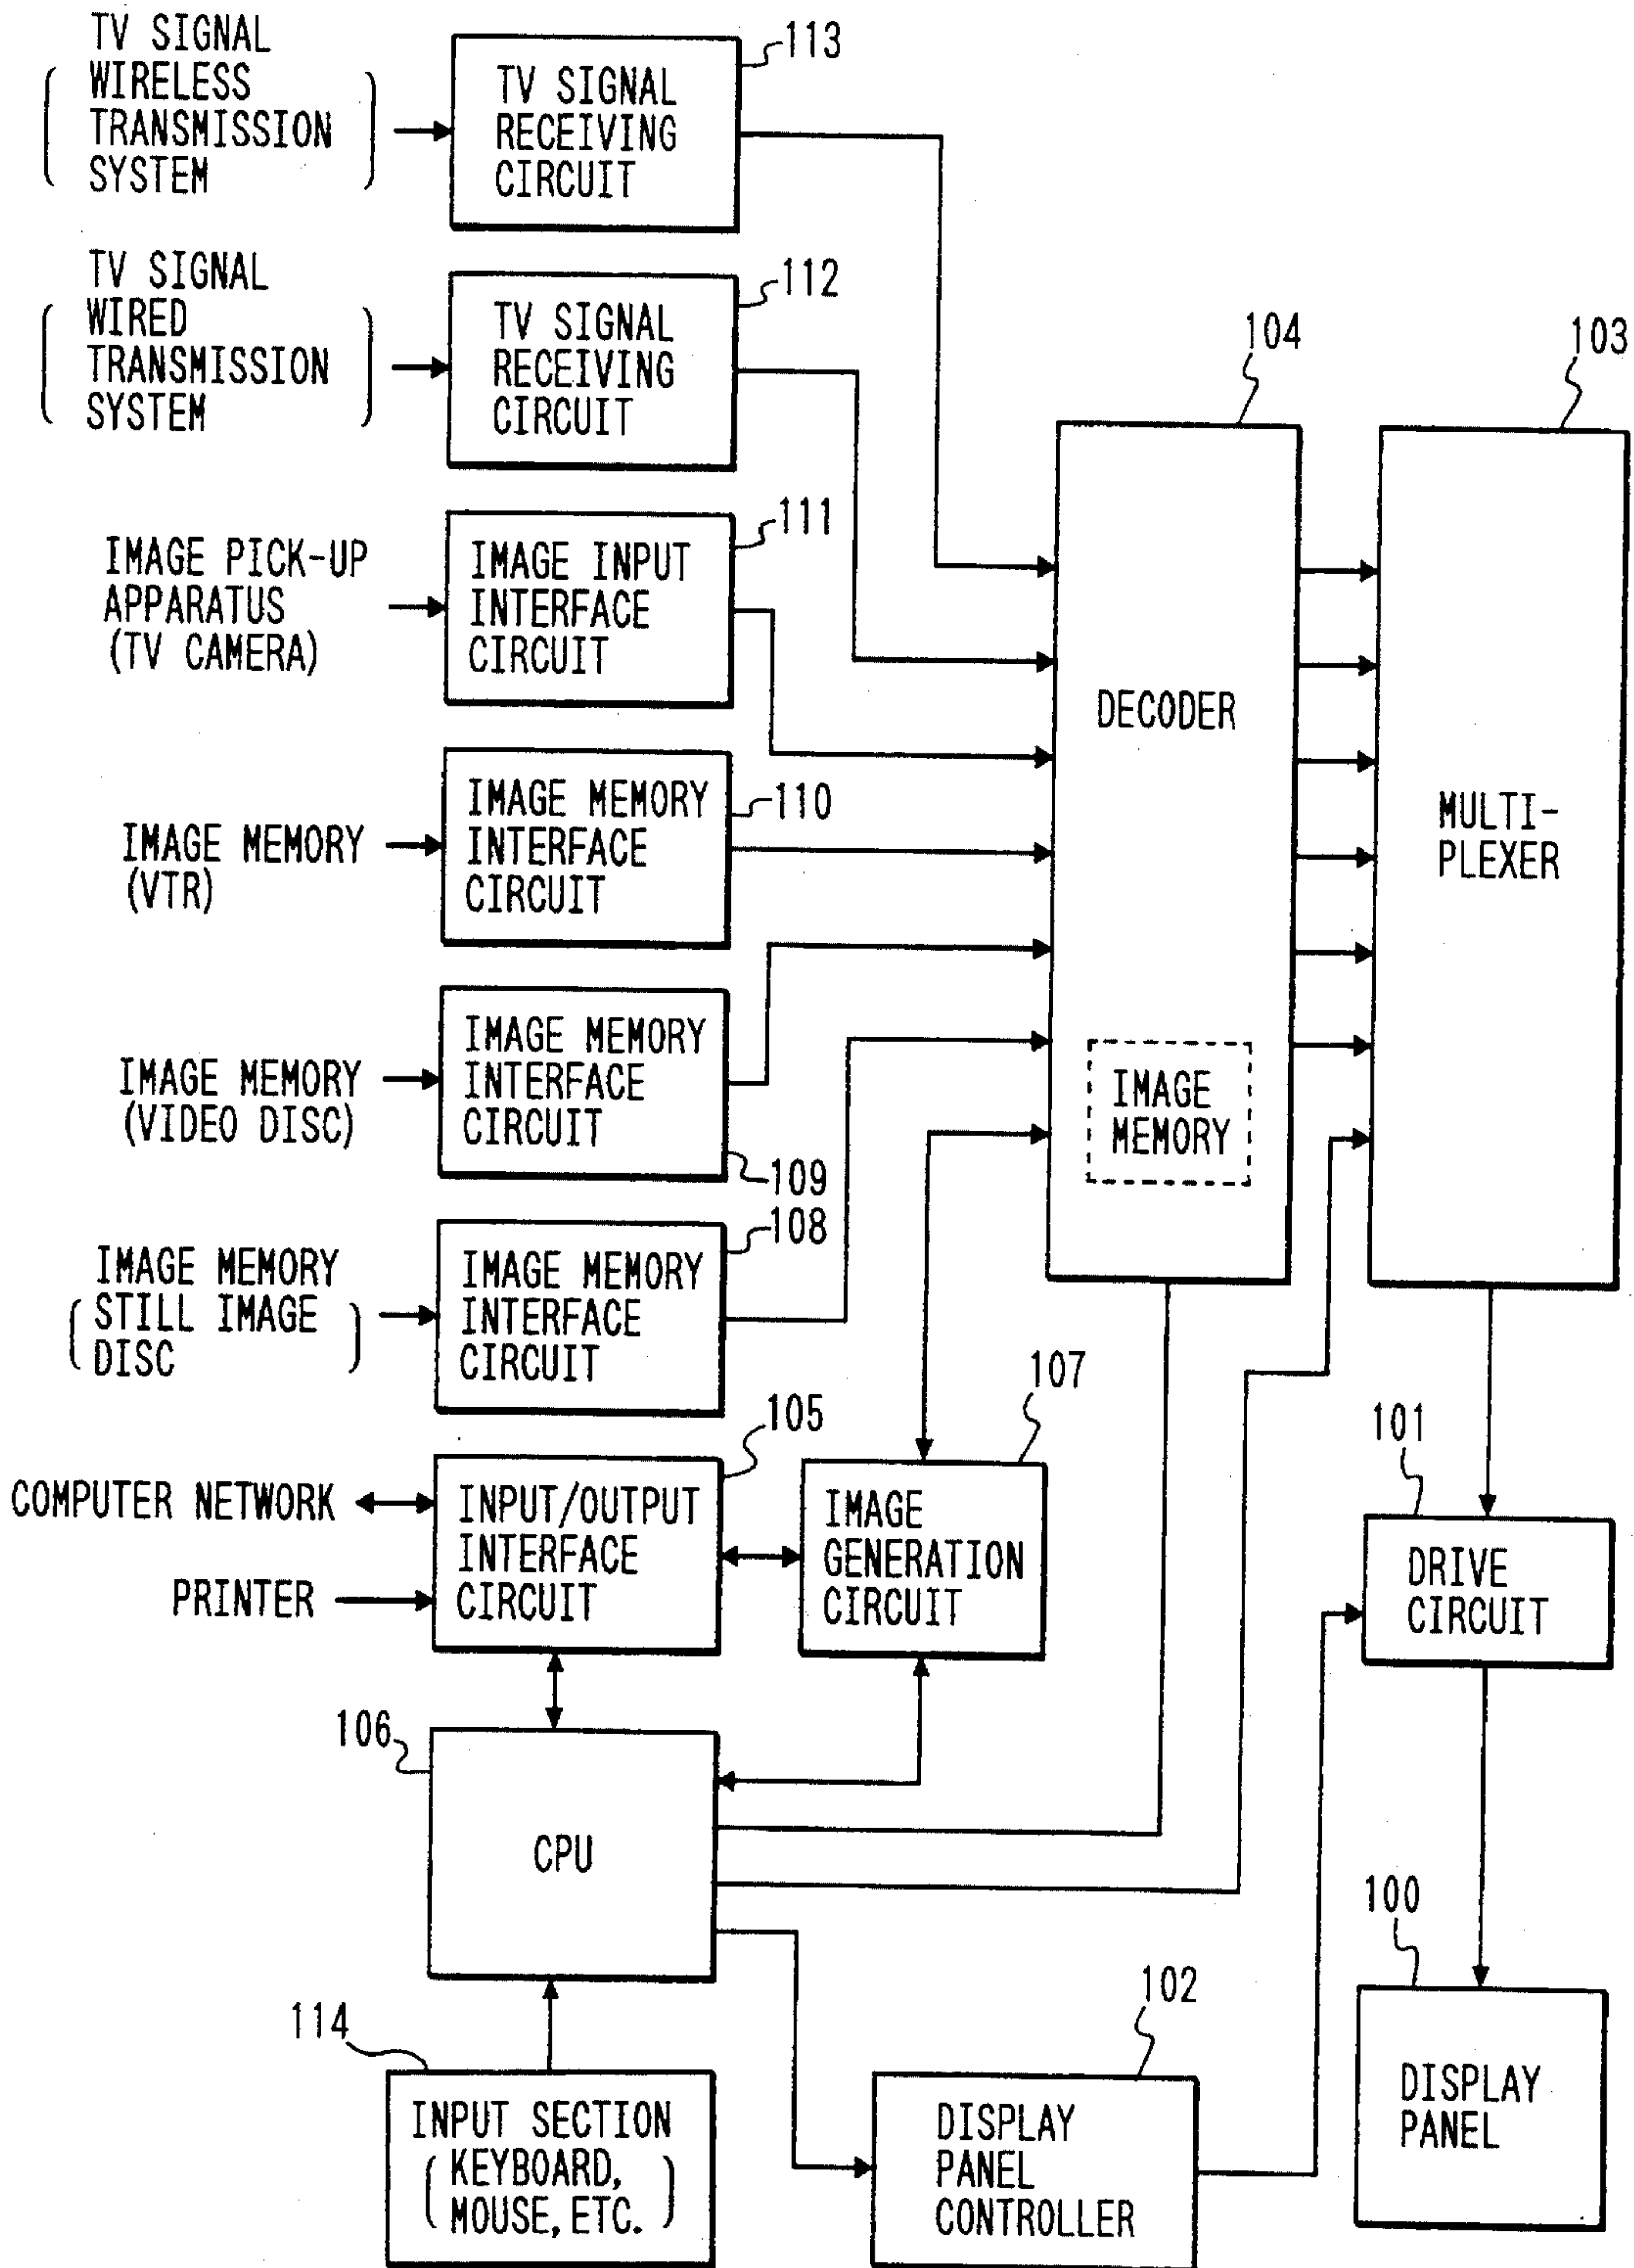 TV SIGNAL
WIRELESS
TRANSMISSION
SYSTEM
113
TV SIGNAL
RECEIVING
CIRCUIT
TV SIGNAL
WIRED
TRANSMISSION
SYSTEM
112
TV SIGNAL
RECEIVING
CIRCUIT
IMAGE PICK-UP
APPARATUS
(TV CAMERA)
111
IMAGE INPUT
INTERFACE
CIRCUIT
IMAGE MEMORY
(VTR)
110
IMAGE MEMORY
INTERFACE
CIRCUIT
IMAGE MEMORY
(VIDEO DISC)
IMAGE MEMORY
INTERFACE
CIRCUIT
109
IMAGE MEMORY
STILL IMAGE
DISC
108
IMAGE MEMORY
INTERFACE
CIRCUIT
104
DECODER
IMAGE
MEMORY
103
MULTI-
PLEXER
COMPUTER NETWORK
PRINTER
105
INPUT/OUTPUT
INTERFACE
CIRCUIT
107
IMAGE
GENERATION
CIRCUIT
101
DRIVE
CIRCUIT
106
CPU
100
DISPLAY
PANEL
114
INPUT SECTION
(KEYBOARD,
MOUSE, ETC.)
102
DISPLAY
PANEL
CONTROLLER